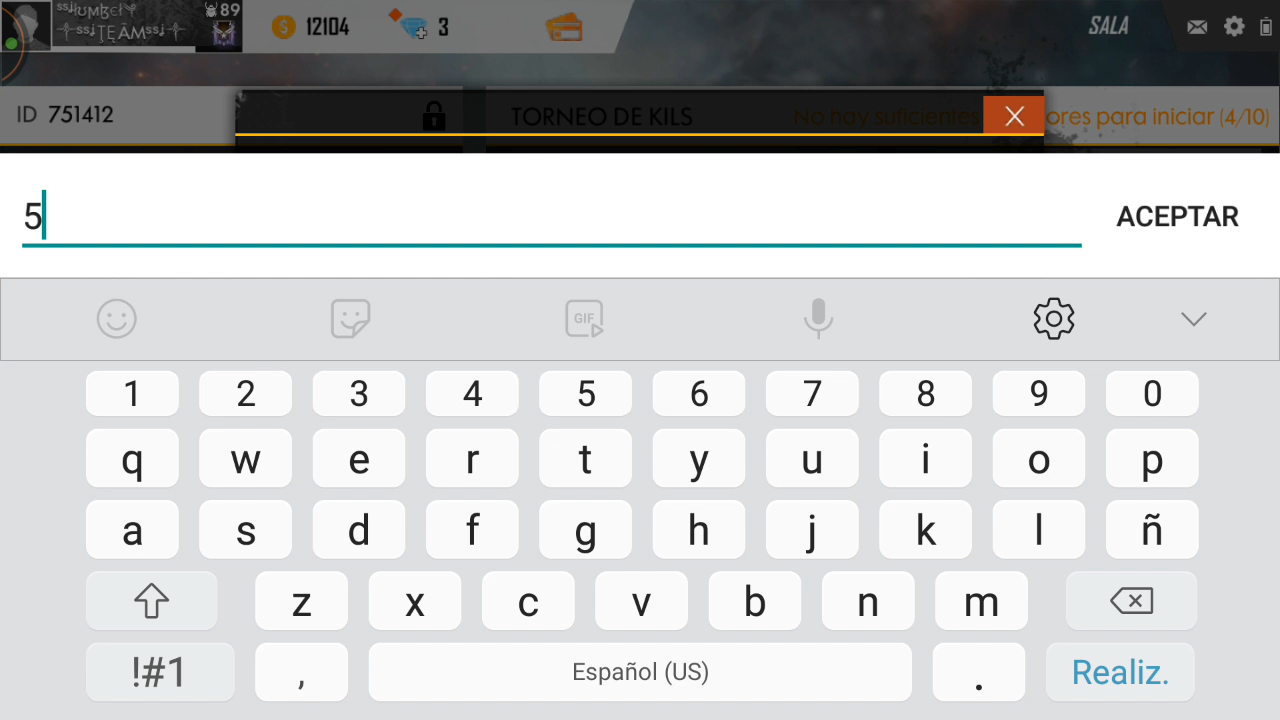 89
12104
3
SALA
ID 751412
TORNEO DE KILS
No hay suficientes
ores para iniciar (4/10)
5
ACEPTAR
GIF
1 2 3 4 5 6 7 8 9 0
q w e r t y u i o p
a s d f g h j k l ñ
z x c v b n m
!#1 , Español (US) . Realiz.